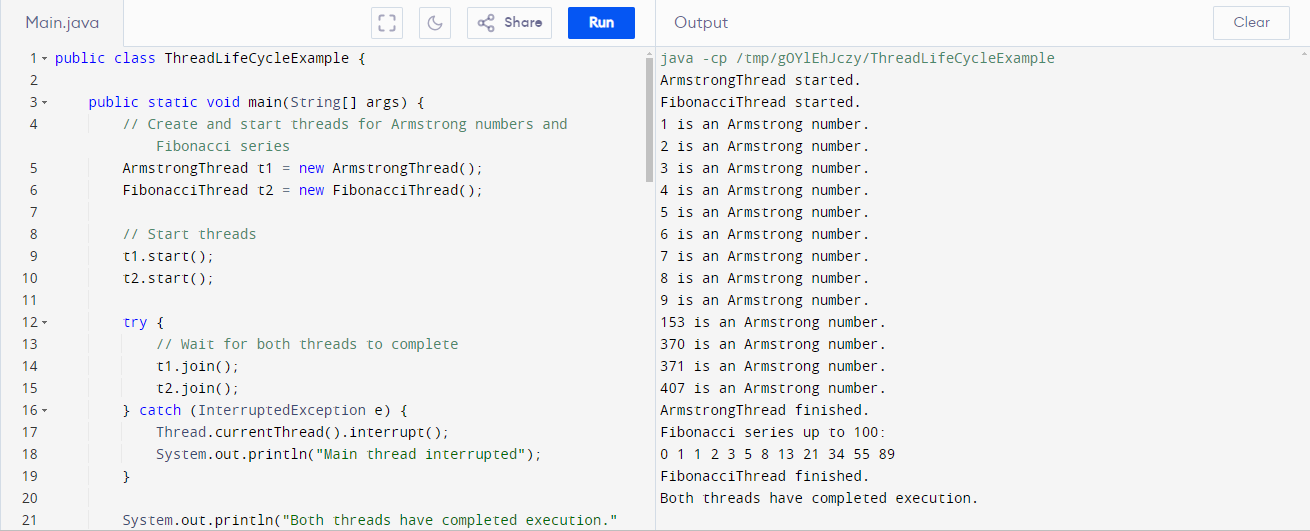 Main.java
Share
Run
Output
Clear
1 public class ThreadLifeCycleExample {
2
3 public static void main(String[] args) {
4 // Create and start threads for Armstrong numbers and
Fibonacci series
5 ArmstrongThread t1 = new ArmstrongThread();
6 FibonacciThread t2 = new FibonacciThread();
7
8 // Start threads
9 t1.start();
10 t2.start();
11
12 try {
13 // Wait for both threads to complete
14 t1.join();
15 t2.join();
16 } catch (InterruptedException e) {
17 Thread.currentThread().interrupt();
18 System.out.println("Main thread interrupted");
19 }
20
21 System.out.println("Both threads have completed execution."
java -cp /tmp/gOYlEhJczy/ThreadLifeCycleExample
ArmstrongThread started.
FibonacciThread started.
1 is an Armstrong number.
2 is an Armstrong number.
3 is an Armstrong number.
4 is an Armstrong number.
5 is an Armstrong number.
6 is an Armstrong number.
7 is an Armstrong number.
8 is an Armstrong number.
9 is an Armstrong number.
153 is an Armstrong number.
370 is an Armstrong number.
371 is an Armstrong number.
407 is an Armstrong number.
ArmstrongThread finished.
Fibonacci series up to 100:
0 1 1 2 3 5 8 13 21 34 55 89
FibonacciThread finished.
Both threads have completed execution.